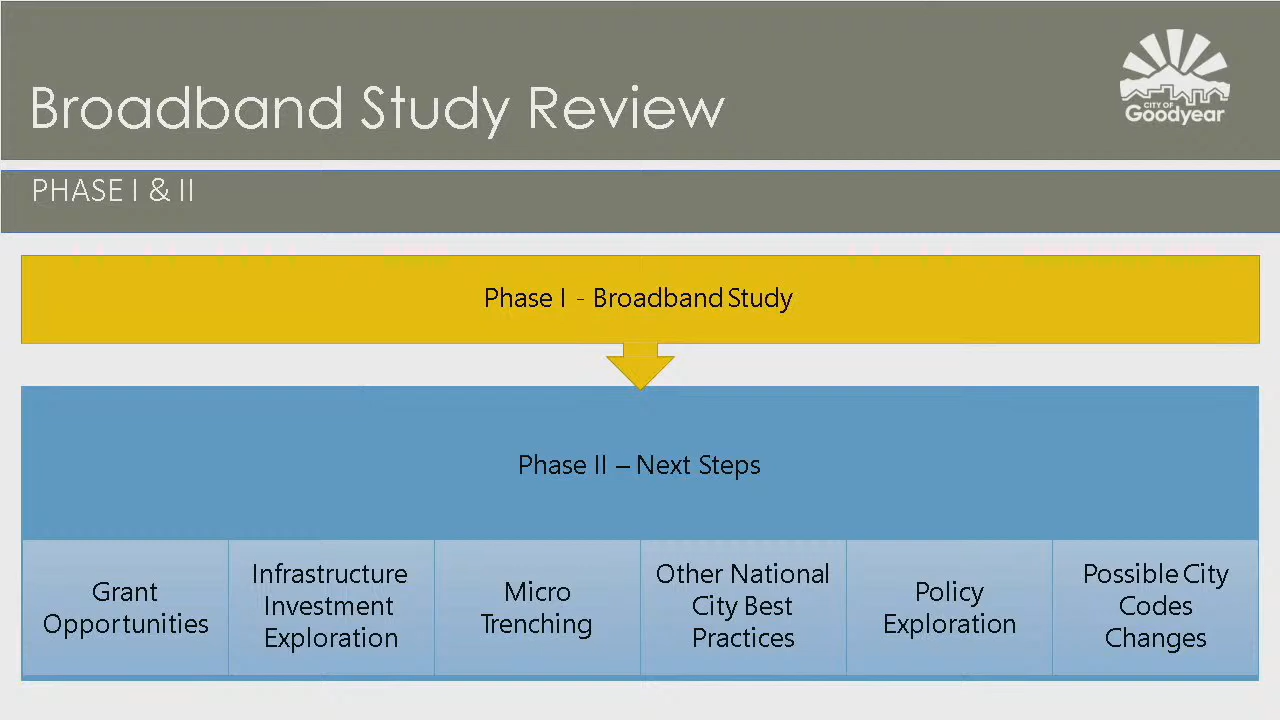 Broadband Study Review
CITY OF
Goodyear
PHASE I & II
Phase I - Broadband Study
Phase II – Next Steps
Grant
Opportunities
Infrastructure
Investment
Exploration
Micro
Trenching
Other National
City Best
Practices
Policy
Exploration
Possible City
Codes
Changes